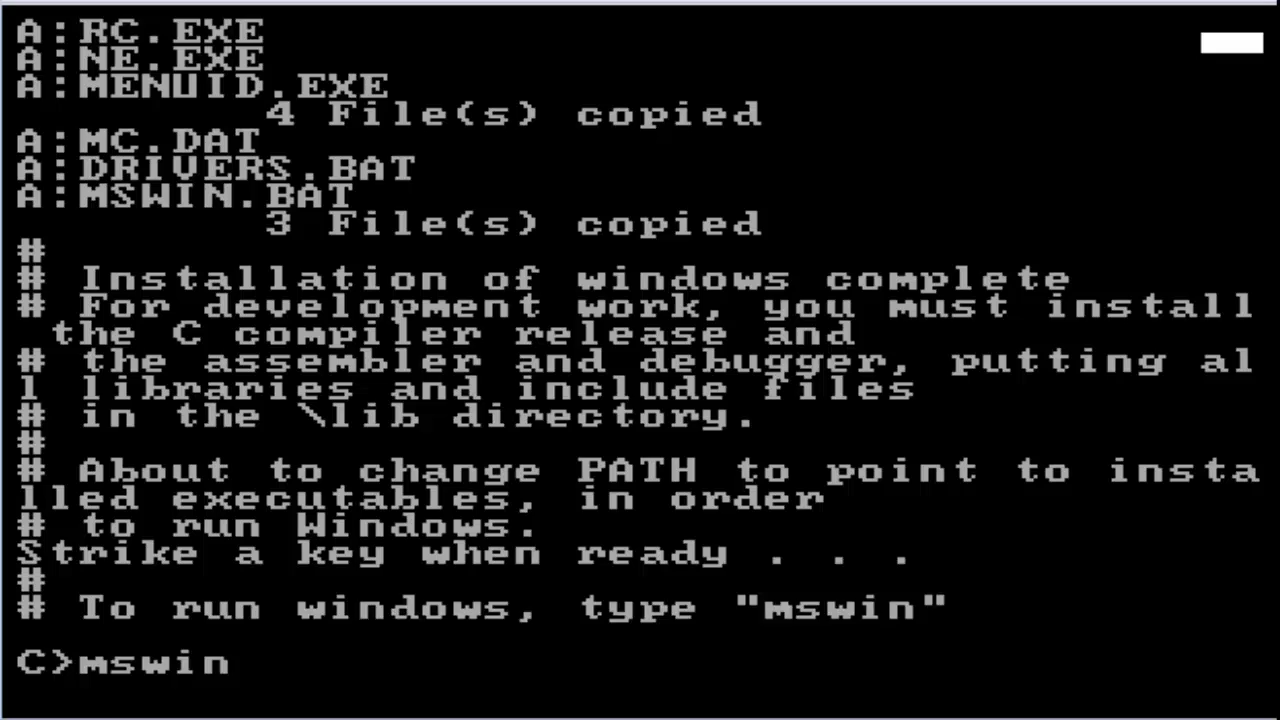 A:RC.EXE
A:NE.EXE
A:MENUID.EXE
4 File(s) copied
A:MC.DAT
A:DRIVERS.BAT
A:MSWIN.BAT
3 File(s) copied
#
# Installation of windows complete
# For development work, you must install
the C compiler release and
# the assembler and debugger, putting al
l libraries and include files
# in the \lib directory.
#
# About to change PATH to point to insta
lled executables, in order
# to run Windows.
Strike a key when ready . . .
#
# To run windows, type "mswin"
C>mswin